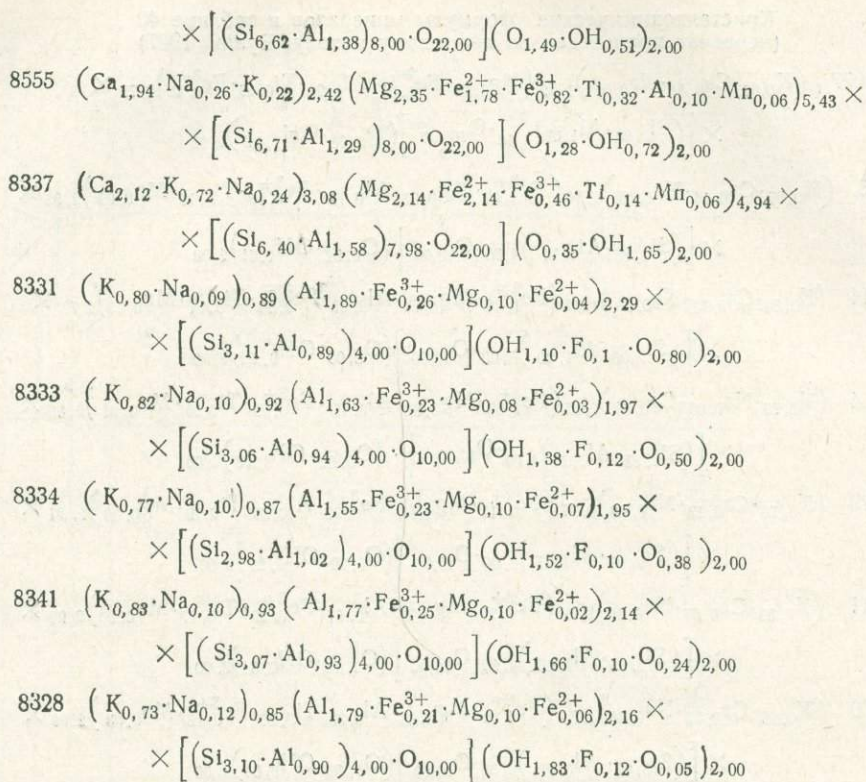 × [(Si₆,₆₂ · Al₁,₃₈)₈,₀₀ · O₂₂,₀₀] (O₁,₄₉ · OH₀,₅₁)₂,₀₀
8555 (Ca₁,₉₄ · Na₀,₂₆ · K₀,₂₂)₂,₄₂ (Mg₂,₃₅ · Fe²⁺₁,₇₈ · Fe³⁺₀,₈₂ · Ti₀,₃₂ · Al₀,₁₀ · Mn₀,₀₆)₅,₄₃ ×
× [(Si₆,₇₁ · Al₁,₂₉)₈,₀₀ · O₂₂,₀₀] (O₁,₂₈ · OH₀,₇₂)₂,₀₀
8337 (Ca₂,₁₂ · K₀,₇₂ · Na₀,₂₄)₃,₀₈ (Mg₂,₁₄ · Fe²⁺₂,₁₄ · Fe³⁺₀,₄₆ · Ti₀,₁₄ · Mn₀,₀₆)₄,₉₄ ×
× [(Si₆,₄₀ · Al₁,₅₈)₇,₉₈ · O₂₂,₀₀] (O₀,₃₅ · OH₁,₆₅)₂,₀₀
8331 (K₀,₈₀ · Na₀,₀₉)₀,₈₉ (Al₁,₈₉ · Fe³⁺₀,₂₆ · Mg₀,₁₀ · Fe²⁺₀,₀₄)₂,₂₉ ×
× [(Si₃,₁₁ · Al₀,₈₉)₄,₀₀ · O₁₀,₀₀] (OH₁,₁₀ · F₀,₁ · O₀,₈₀)₂,₀₀
8333 (K₀,₈₂ · Na₀,₁₀)₀,₉₂ (Al₁,₆₃ · Fe³⁺₀,₂₃ · Mg₀,₀₈ · Fe²⁺₀,₀₃)₁,₉₇ ×
× [(Si₃,₀₆ · Al₀,₉₄)₄,₀₀ · O₁₀,₀₀] (OH₁,₃₈ · F₀,₁₂ · O₀,₅₀)₂,₀₀
8334 (K₀,₇₇ · Na₀,₁₀)₀,₈₇ (Al₁,₅₅ · Fe³⁺₀,₂₃ · Mg₀,₁₀ · Fe²⁺₀,₀₇)₁,₉₅ ×
× [(Si₂,₉₈ · Al₁,₀₂)₄,₀₀ · O₁₀,₀₀] (OH₁,₅₂ · F₀,₁₀ · O₀,₃₈)₂,₀₀
8341 (K₀,₈₃ · Na₀,₁₀)₀,₉₃ (Al₁,₇₇ · Fe³⁺₀,₂₅ · Mg₀,₁₀ · Fe²⁺₀,₀₂)₂,₁₄ ×
× [(Si₃,₀₇ · Al₀,₉₃)₄,₀₀ · O₁₀,₀₀] (OH₁,₆₆ · F₀,₁₀ · O₀,₂₄)₂,₀₀
8328 (K₀,₇₃ · Na₀,₁₂)₀,₈₅ (Al₁,₇₉ · Fe³⁺₀,₂₁ · Mg₀,₁₀ · Fe²⁺₀,₀₆)₂,₁₆ ×
× [(Si₃,₁₀ · Al₀,₉₀)₄,₀₀ · O₁₀,₀₀] (OH₁,₈₃ · F₀,₁₂ · O₀,₀₅)₂,₀₀